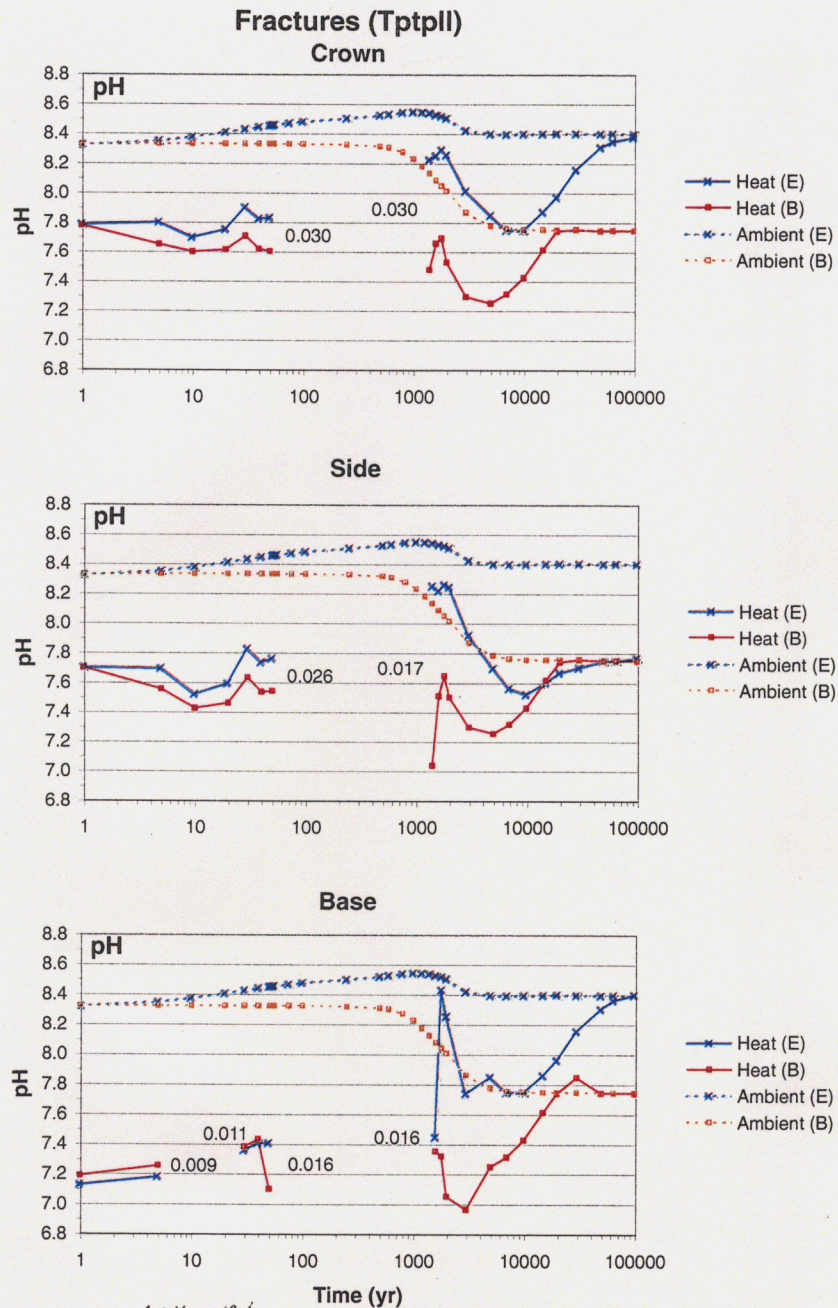 Fractures (Tptpll)
Crown
pH
pH
8.8
8.6
8.4
8.2
8.0
7.8
7.6
7.4
7.2
7.0
6.8
0.030
0.030
1 10 100 1000 10000 100000
Heat (E)
Heat (B)
Ambient (E)
Ambient (B)
Side
pH
pH
8.8
8.6
8.4
8.2
8.0
7.8
7.6
7.4
7.2
7.0
6.8
0.026
0.017
1 10 100 1000 10000 100000
Heat (E)
Heat (B)
Ambient (E)
Ambient (B)
Base
pH
pH
8.8
8.6
8.4
8.2
8.0
7.8
7.6
7.4
7.2
7.0
6.8
0.011
0.009
0.016
0.016
1 10 100 1000 10000 100000
Time (yr)
Heat (E)
Heat (B)
Ambient (E)
Ambient (B)